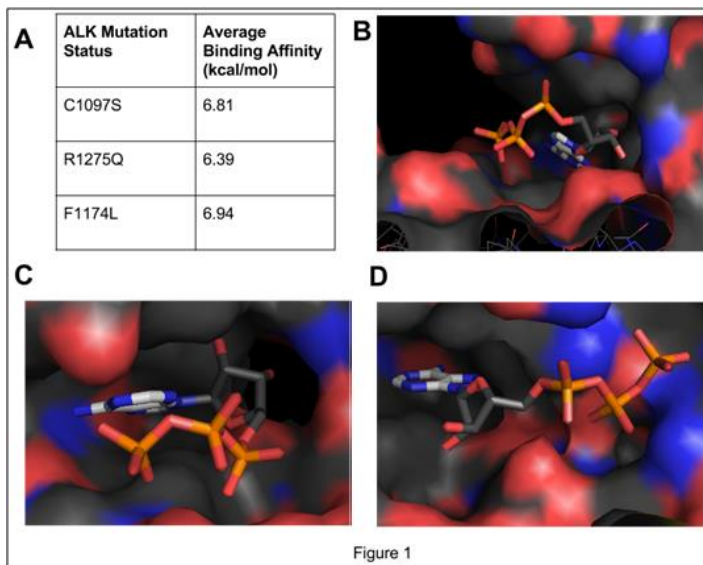 A
ALK Mutation Status
Average Binding Affinity (kcal/mol)
C1097S
6.81
R1275Q
6.39
F1174L
6.94
B
C
D
Figure 1